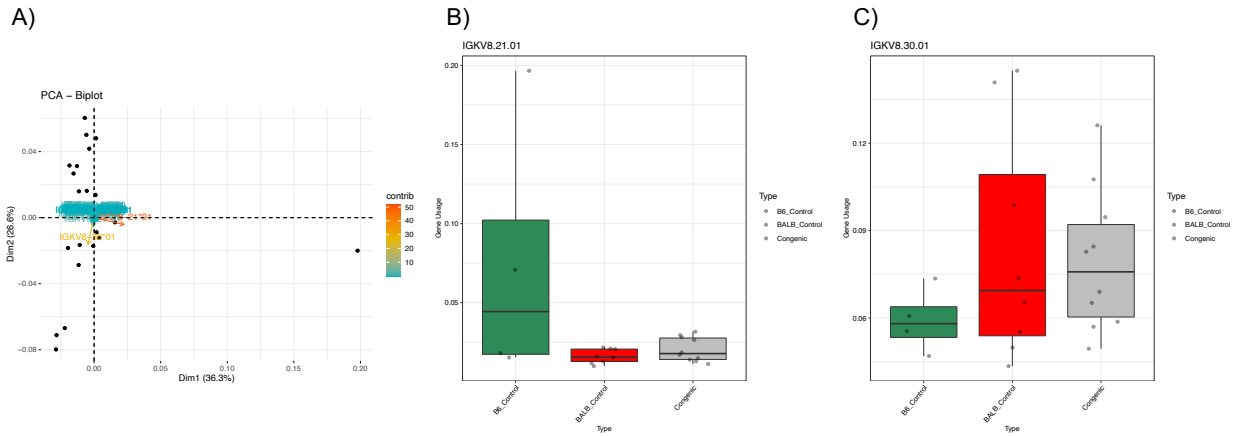 A)
B)
C)
PCA − Biplot
0.04
0.00
−0.04
−0.08
0.00
0.05
0.10
0.15
0.20
Dim1 (36.3%)
Dim2 (26.6%)
contrib
50
40
30
20
10
IGKV8.21.01
0.20
0.15
0.10
0.05
Gene Usage
B6_Control
BALB_Control
Congenic
Type
Type
B6_Control
BALB_Control
Congenic
IGKV8.30.01
0.12
0.09
0.06
Gene Usage
B6_Control
BALB_Control
Congenic
Type
Type
B6_Control
BALB_Control
Congenic